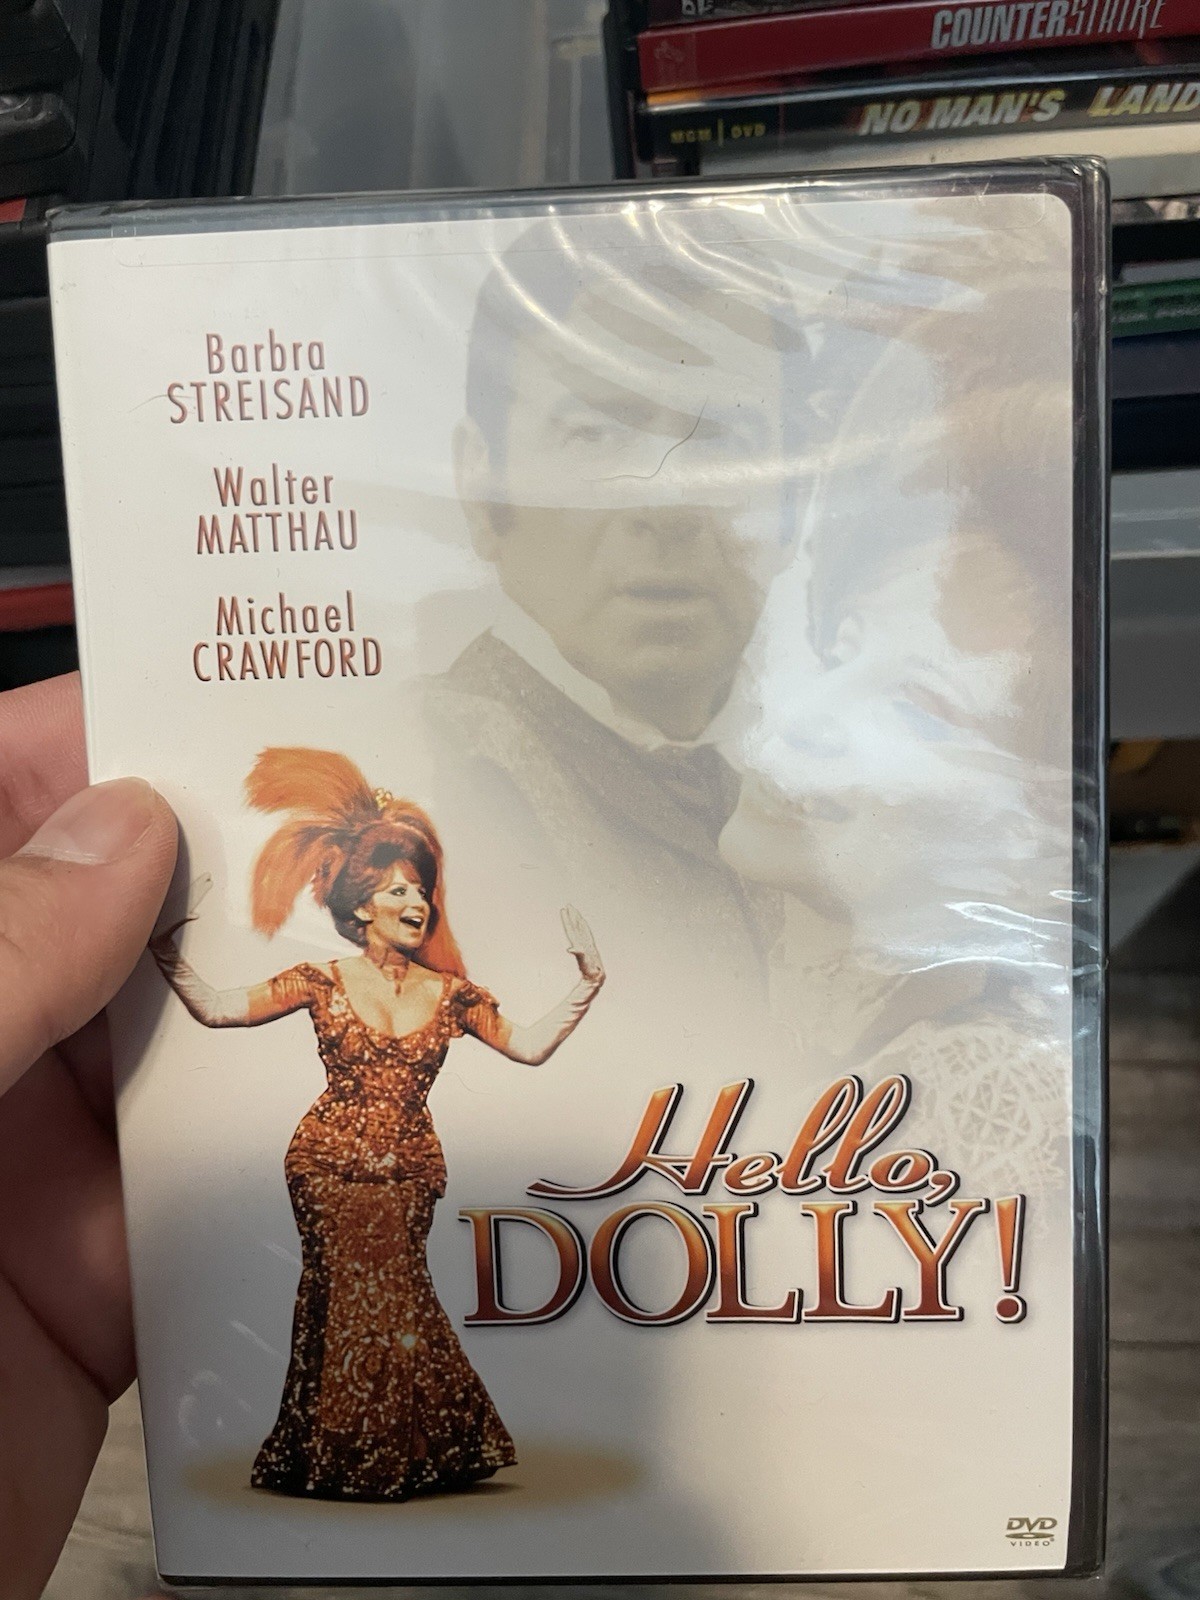 COUNTERSTRIKE
MGM | DVD
NO MAN'S LAND
Barbra
STREISAND
Walter
MATTHAU
Michael
CRAWFORD
Hello,
DOLLY!
DVD
VIDEO